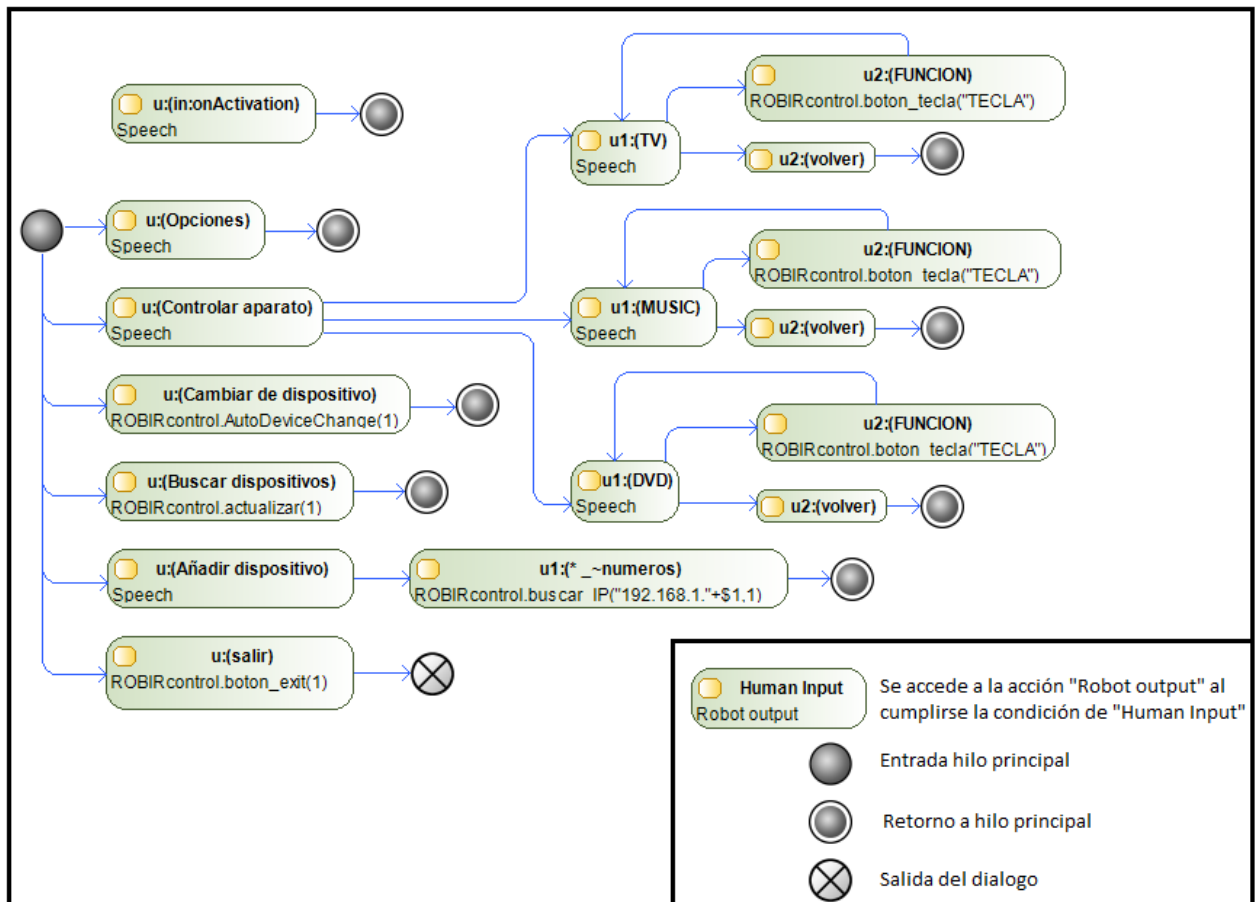 u:(in:onActivation)
Speech
u:(Opciones)
Speech
u:(Controlar aparato)
Speech
u:(Cambiar de dispositivo)
ROBIRcontrol.AutoDeviceChange(1)
u:(Buscar dispositivos)
ROBIRcontrol.actualizar(1)
u:(Añadir dispositivo)
Speech
u1:(* _~numeros)
ROBIRcontrol.buscar_IP("192.168.1."+$1,1)
u:(salir)
ROBIRcontrol.boton_exit(1)
u1:(TV)
Speech
u2:(FUNCION)
ROBIRcontrol.boton_tecla("TECLA")
u2:(volver)
u1:(MUSIC)
Speech
u2:(FUNCION)
ROBIRcontrol.boton_tecla("TECLA")
u2:(volver)
u1:(DVD)
Speech
u2:(FUNCION)
ROBIRcontrol.boton_tecla("TECLA")
u2:(volver)
Human Input
Robot output
Se accede a la acción "Robot output" al
cumplirse la condición de "Human Input"
Entrada hilo principal
Retorno a hilo principal
Salida del dialogo